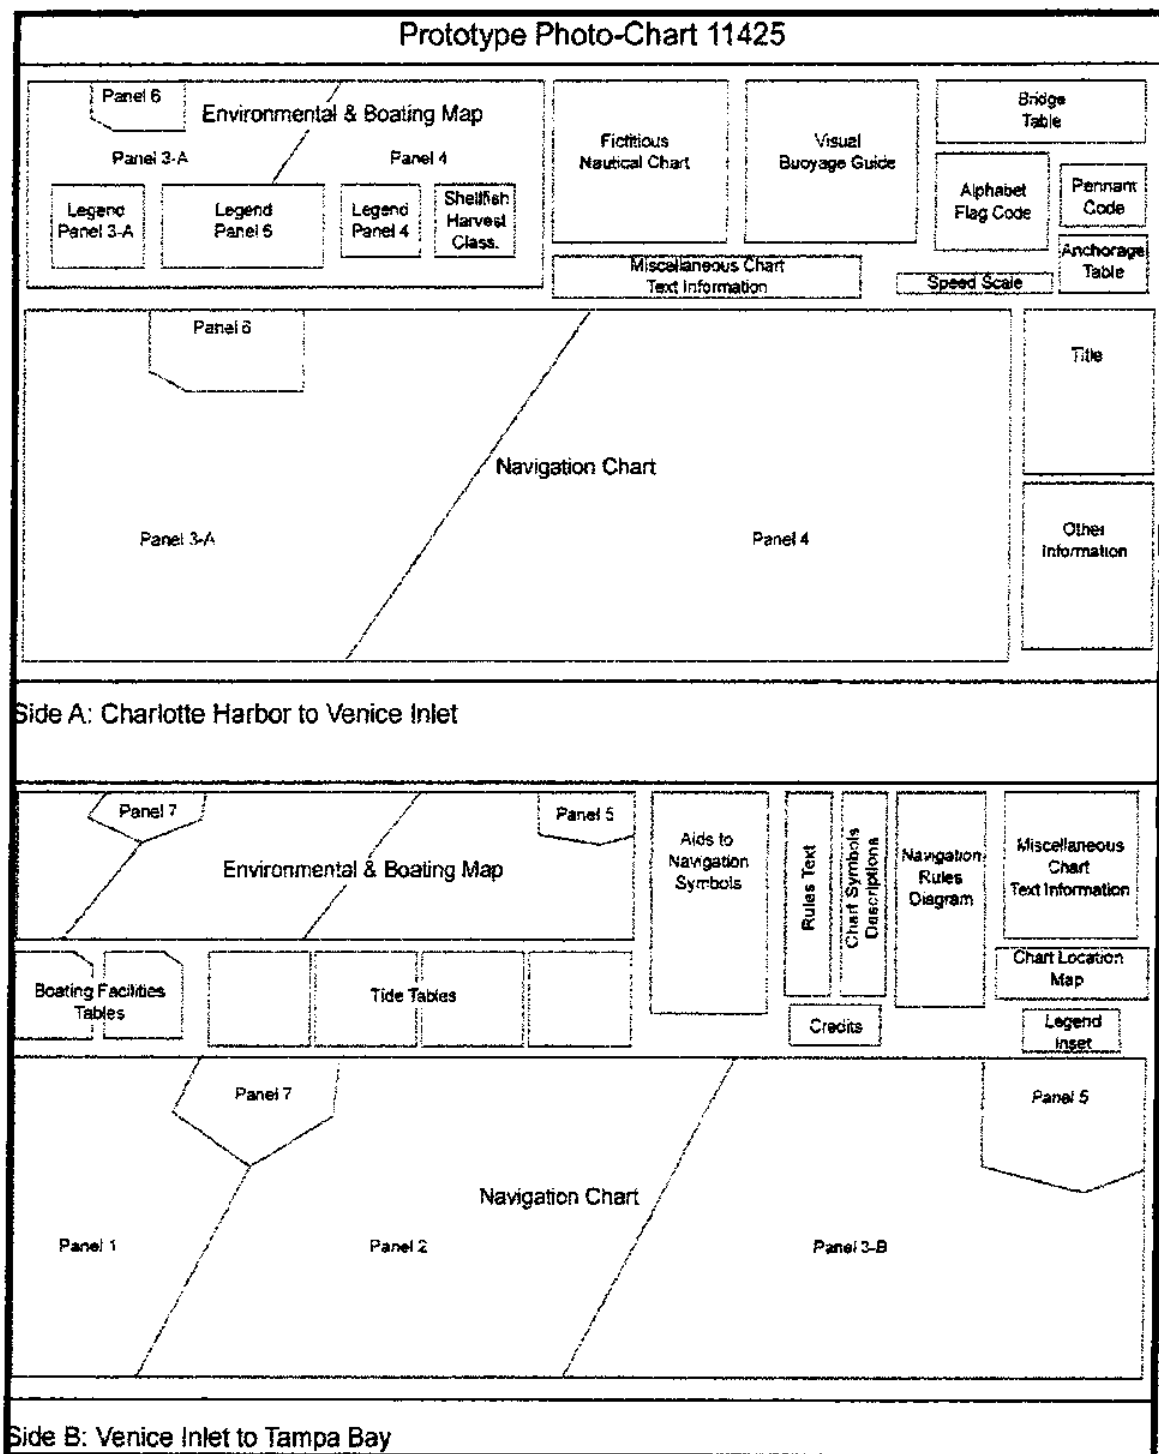 Prototype Photo-Chart 11425
Panel 6
Environmental & Boating Map
Panel 3-A
Panel 4
Legend
Panel 3-A
Legend
Panel 6
Legend
Panel 4
Shellfish
Harvest
Class.
Fictitious
Nautical Chart
Visual
Buoyage Guide
Bridge
Table
Alphabet
Flag Code
Pennant
Code
Anchorage
Table
Miscellaneous Chart
Text Information
Speed Scale
Panel 6
Navigation Chart
Panel 3-A
Panel 4
Title
Other
Information
Side A: Charlotte Harbor to Venice Inlet
Panel 7
Panel 5
Environmental & Boating Map
Aids to
Navigation
Symbols
Rules Text
Chart Symbols
Descriptions
Navigation
Rules
Diagram
Miscellaneous
Chart
Text Information
Boating Facilities
Tables
Tide Tables
Credits
Chart Location
Map
Legend
Inset
Panel 7
Panel 5
Navigation Chart
Panel 1
Panel 2
Panel 3-B
Side B: Venice Inlet to Tampa Bay